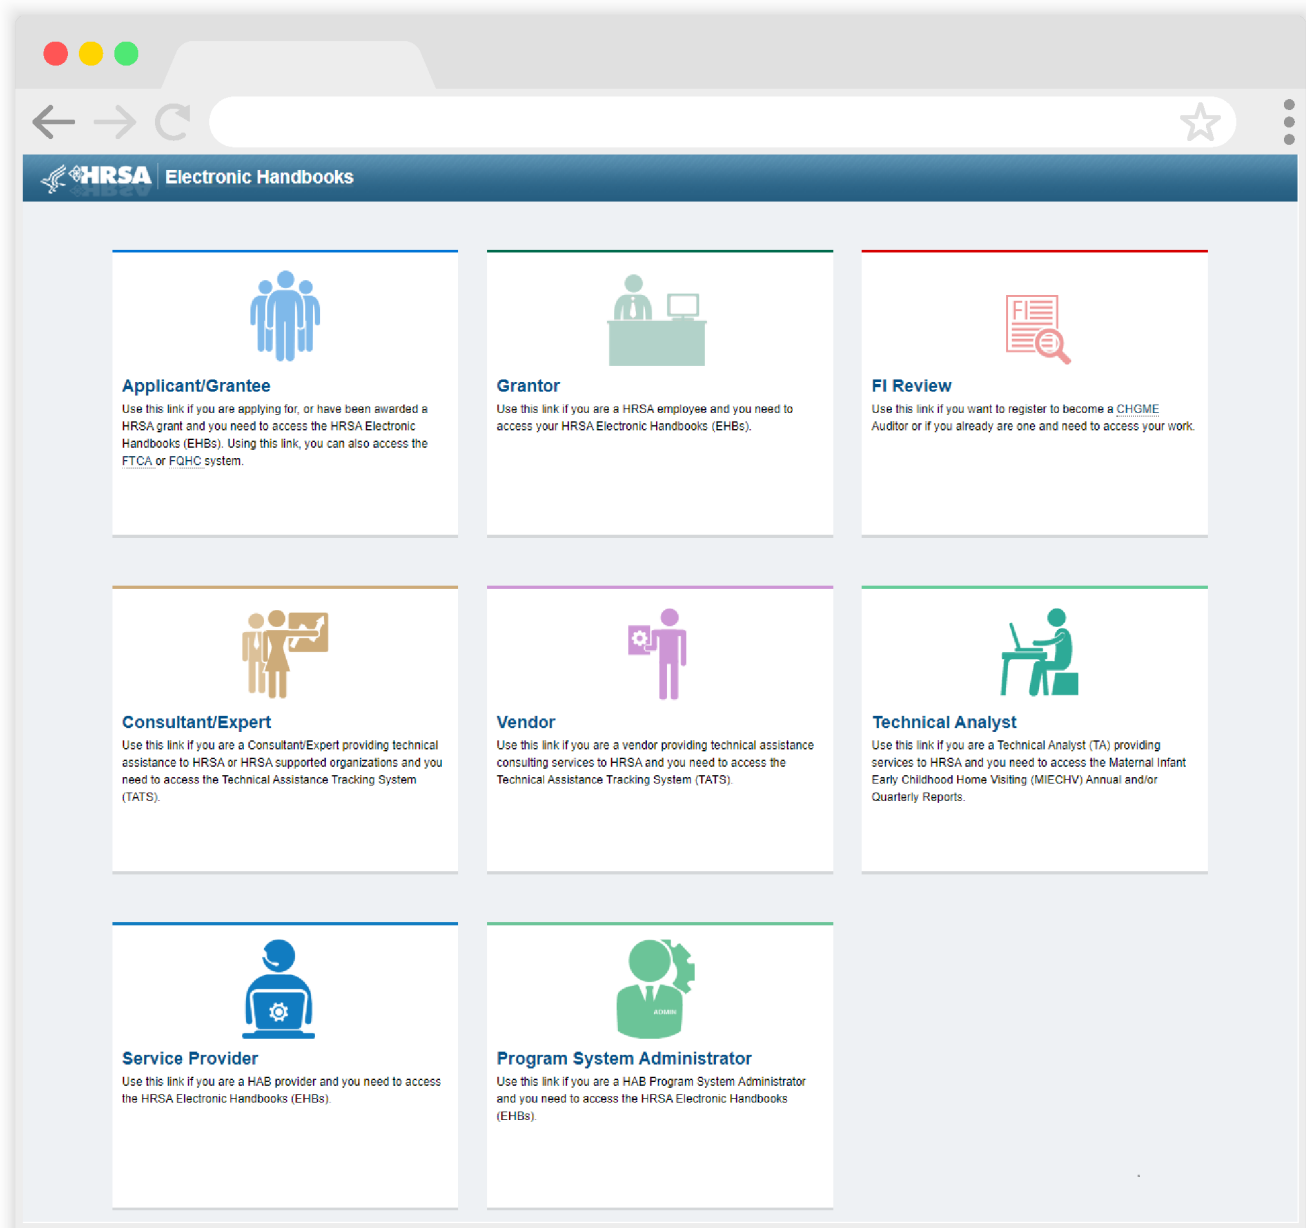 HRSA Electronic Handbooks
FI
Applicant/Grantee
Use this link if you are applying for, or have been awarded a
HRSA grant and you need to access the HRSA Electronic
Handbooks (EHBs). Using this link, you can also access the
FTCA or FQHC system.
Grantor
Use this link if you are a HRSA employee and you need to
access your HRSA Electronic Handbooks (EHBs).
FI Review
Use this link if you want to register to become a CHGME
Auditor or if you already are one and need to access your work.
Consultant/Expert
Use this link if you are a Consultant/Expert providing technical
assistance to HRSA or HRSA supported organizations and you
need to access the Technical Assistance Tracking System
(TATS).
Vendor
Use this link if you are a vendor providing technical assistance
consulting services to HRSA and you need to access the
Technical Assistance Tracking System (TATS).
Technical Analyst
Use this link if you are a Technical Analyst (TA) providing
services to HRSA and you need to access the Maternal Infant
Early Childhood Home Visiting (MIECHV) Annual and/or
Quarterly Reports.
Service Provider
Use this link if you are a HAB provider and you need to access
the HRSA Electronic Handbooks (EHBs).
ADMIN
Program System Administrator
Use this link if you are a HAB Program System Administrator
and you need to access the HRSA Electronic Handbooks
(EHBs).